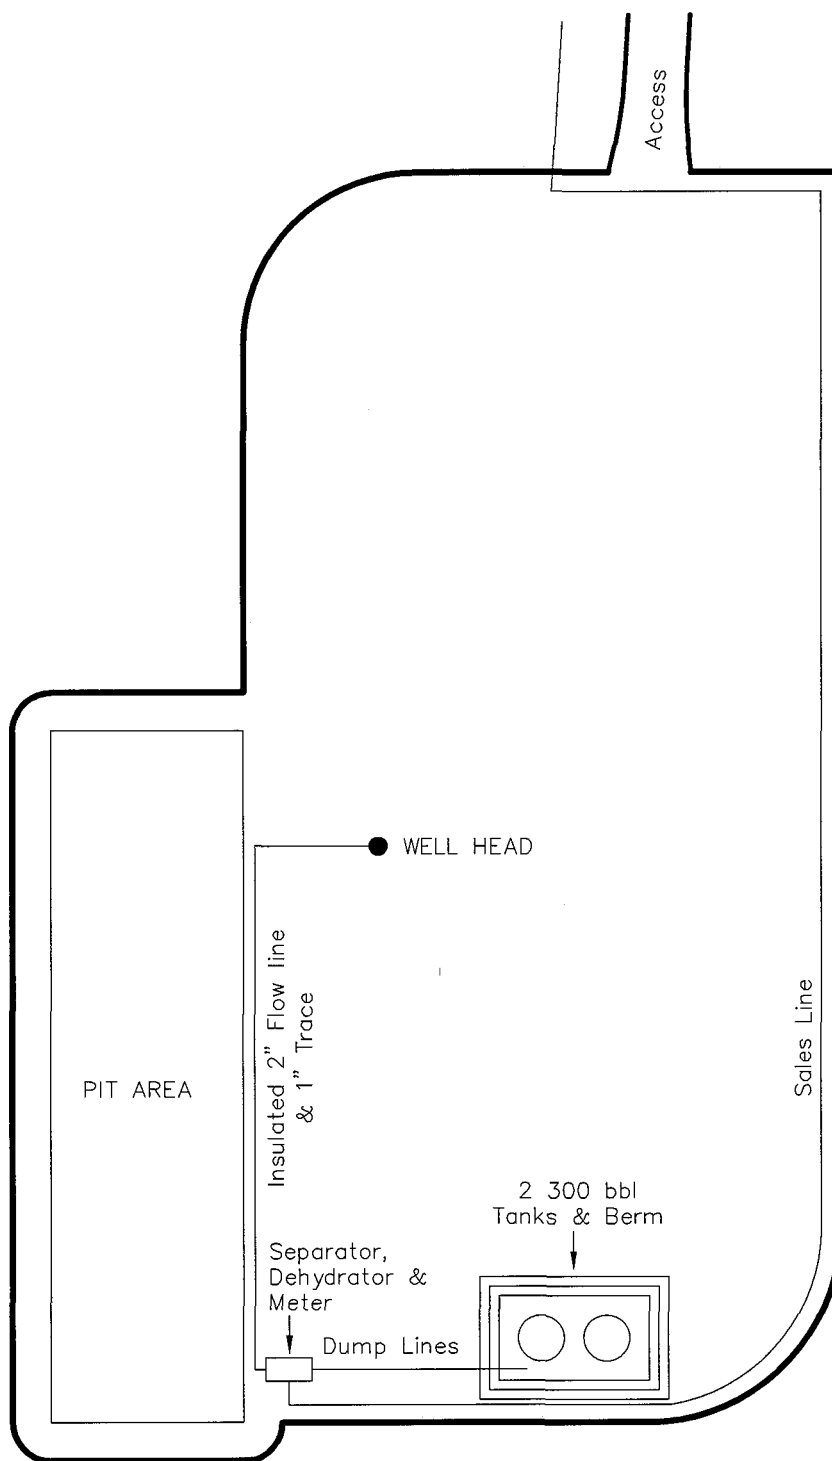 Access
WELL HEAD
Insulated 2" Flow line
& 1" Trace
Sales Line
PIT AREA
2 300 bbl
Tanks & Berm
Separator,
Dehydrator &
Meter
Dump Lines